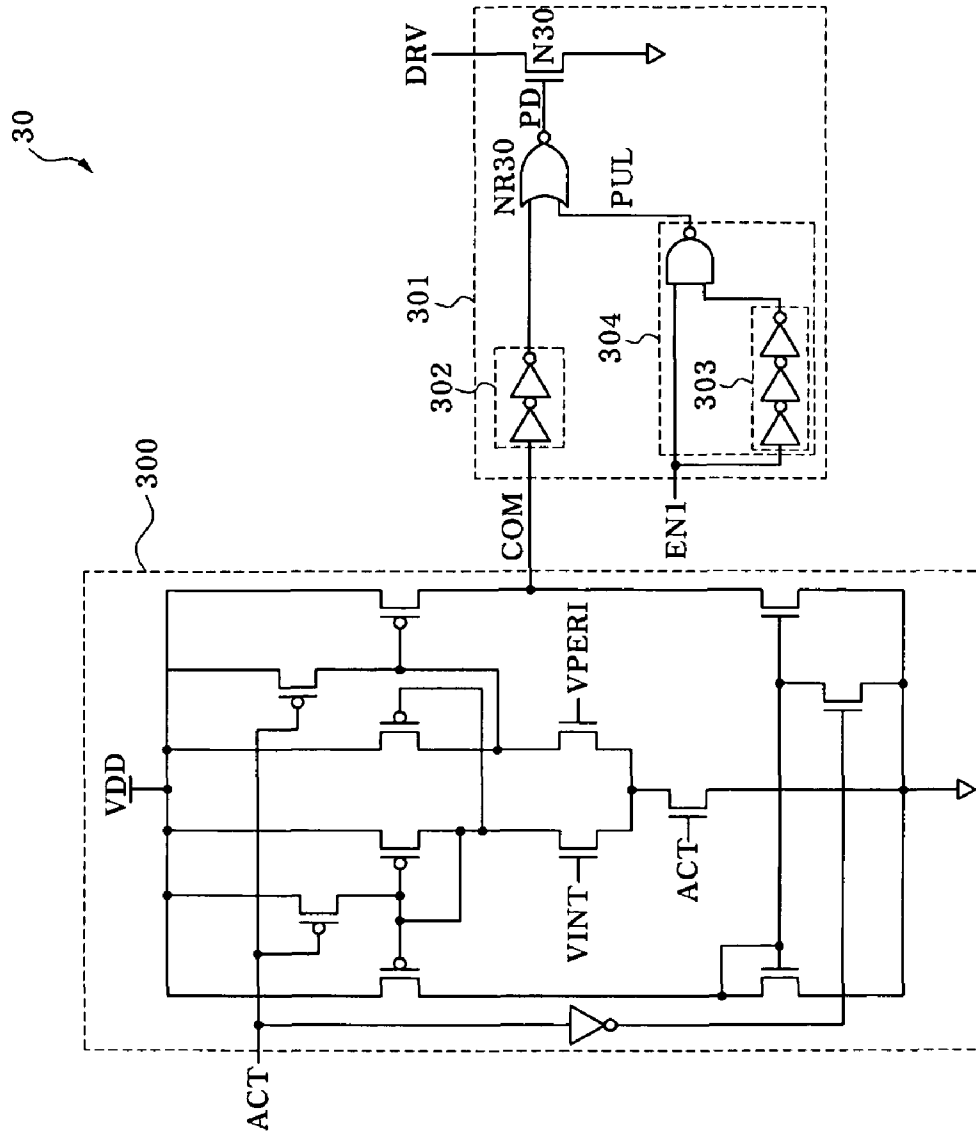 30
300
VDD
ACT
VINT
VPERI
ACT
COM
301
302
NR30
PD
DRV
N30
PUL
EN1
304
303